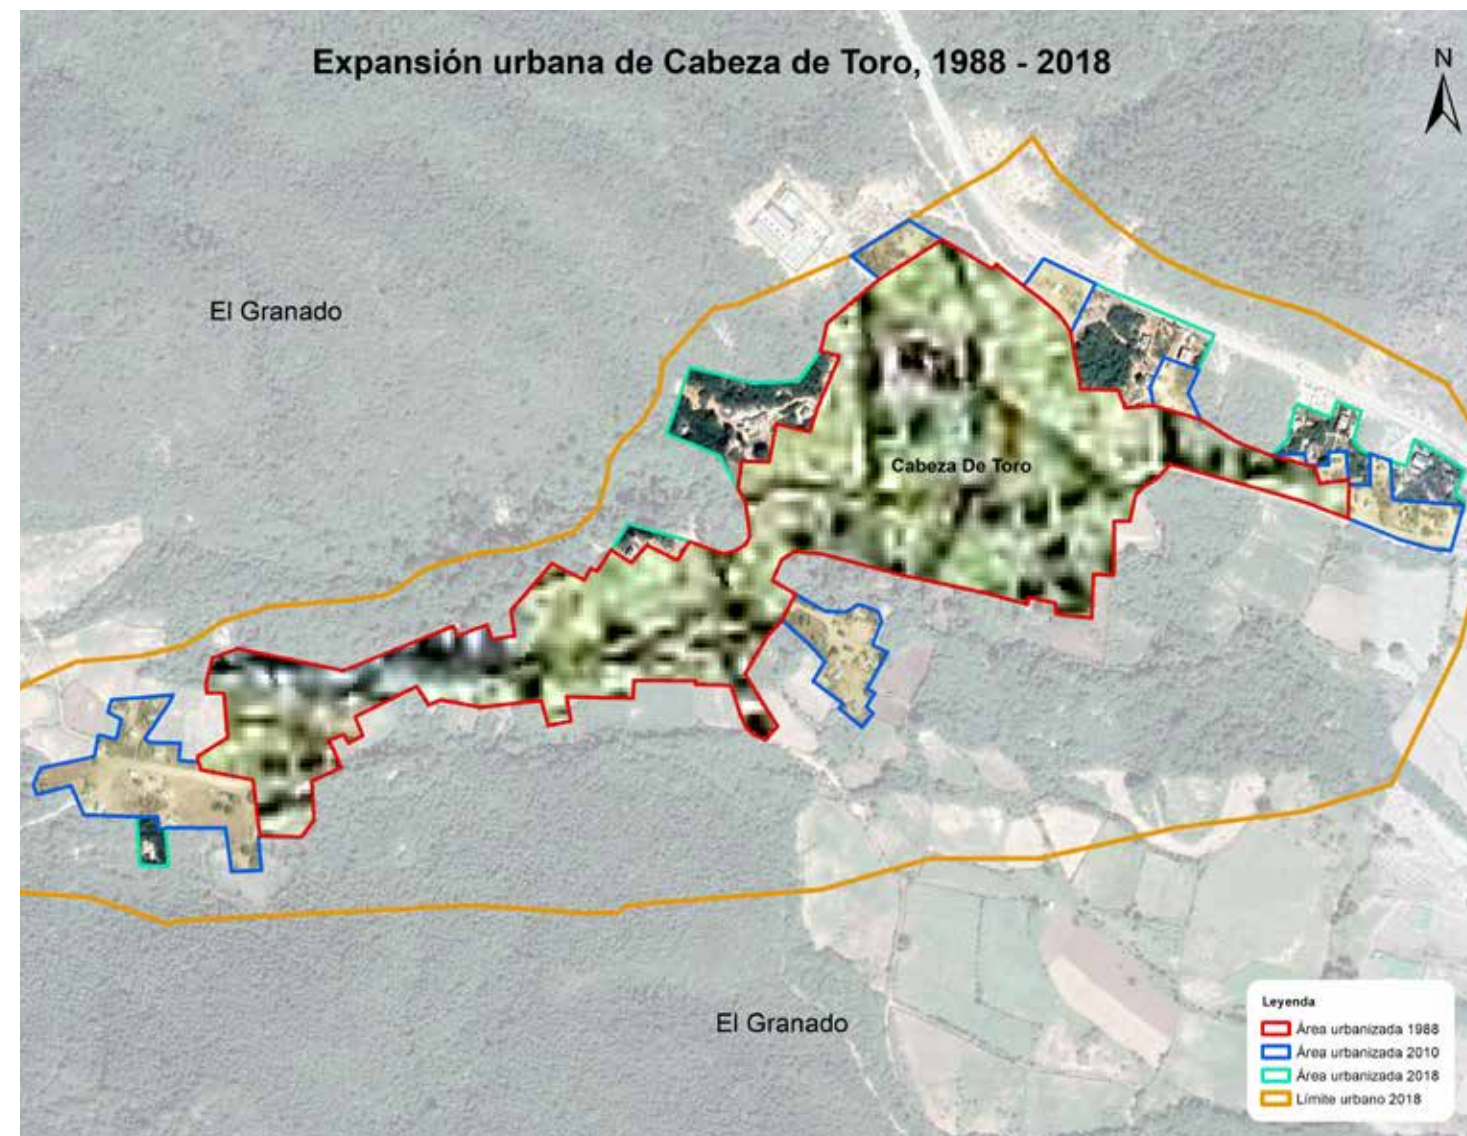 Expansión urbana de Cabeza de Toro, 1988 - 2018
N
El Granado
Cabeza De Toro
El Granado
Leyenda
Área urbanizada 1988
Área urbanizada 2010
Área urbanizada 2018
Límite urbano 2018